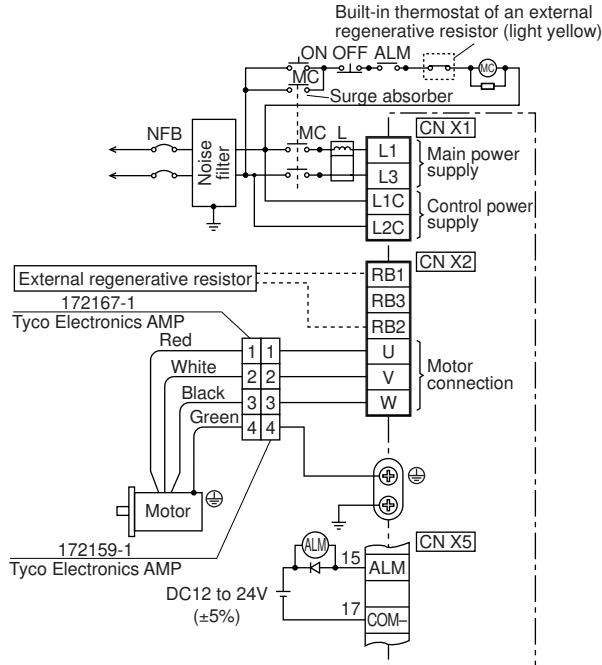 Built-in thermostat of an external
regenerative resistor (light yellow)
ON OFF ALM
MC
MC
Surge absorber
NFB
Noise
filter
MC L
CN X1
L1
L3
L1C
L2C
Main power
supply
Control power
supply
CN X2
RB1
RB3
RB2
U
V
W
External regenerative resistor
172167-1
Tyco Electronics AMP
Red
White
Black
Green
1 1
2 2
3 3
4 4
Motor
connection
Motor
172159-1
Tyco Electronics AMP
CN X5
ALM
15
ALM
DC12 to 24V
(±5%)
17
COM–